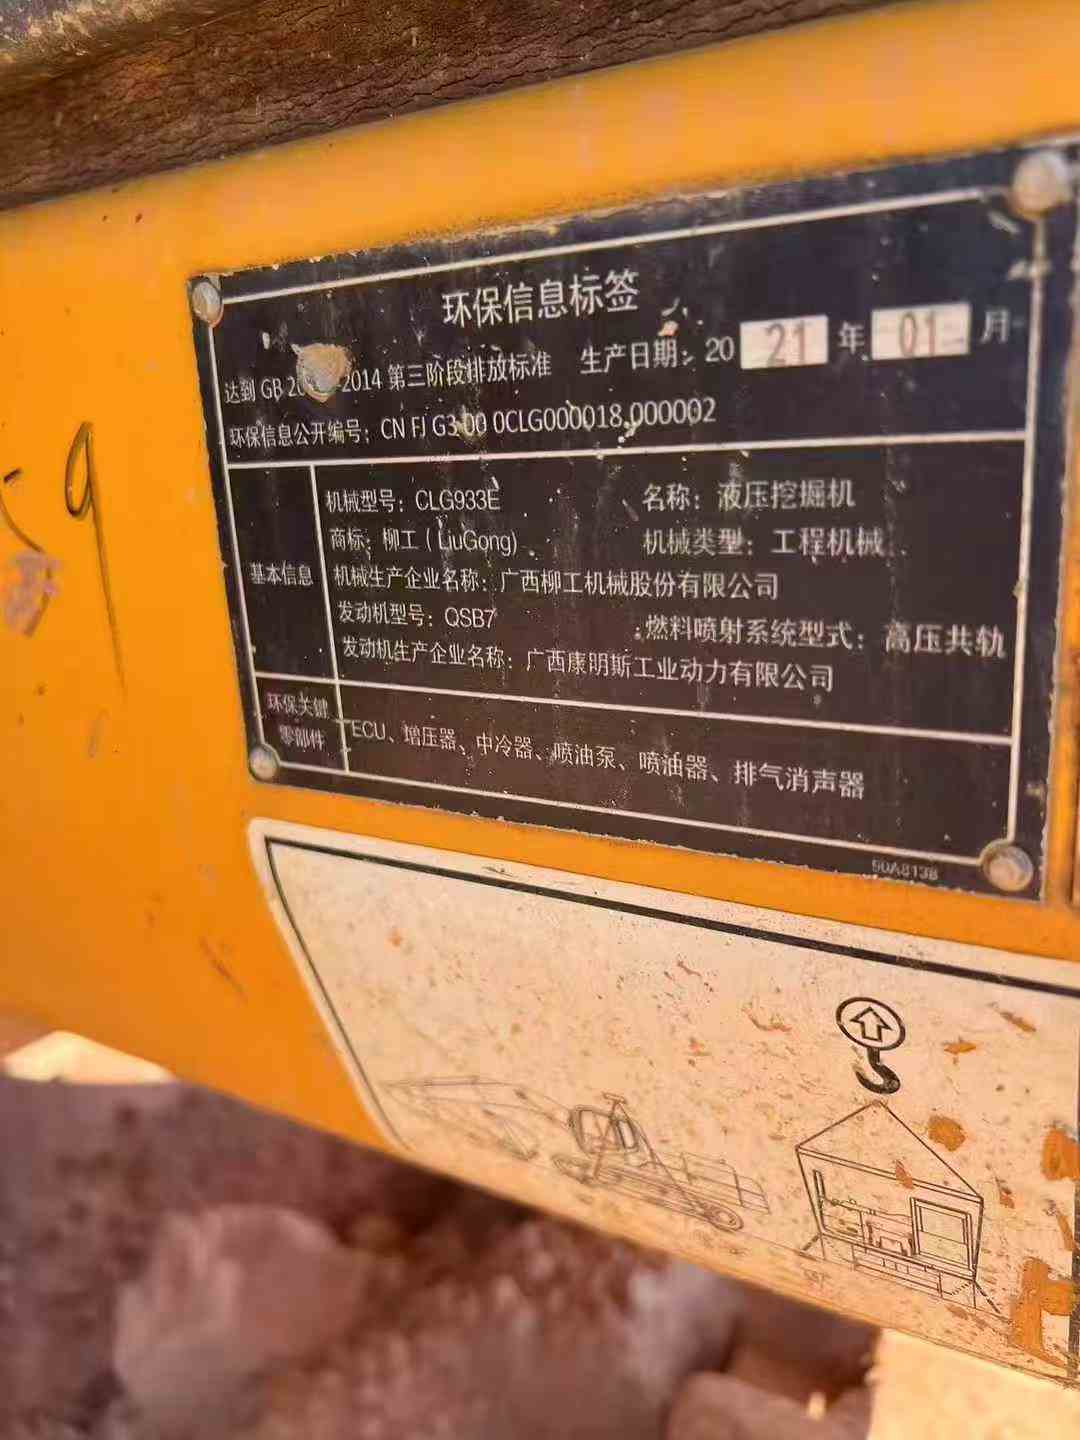 环保信息标签
达到 GB 20 -2014 第三阶段排放标准 生产日期: 20 21 年 01 月
环保信息公开编号: CN FJ G3 00 0CLG000018 000002
基本信息
机械型号: CLG933E 名称: 液压挖掘机
商标: 柳工 (LiuGong) 机械类型: 工程机械
机械生产企业名称: 广西柳工机械股份有限公司
发动机型号: QSB7 燃料喷射系统型式: 高压共轨
发动机生产企业名称: 广西康明斯工业动力有限公司
环保关键
零部件
ECU、增压器、中冷器、喷油泵、喷油器、排气消声器
50A8138
9